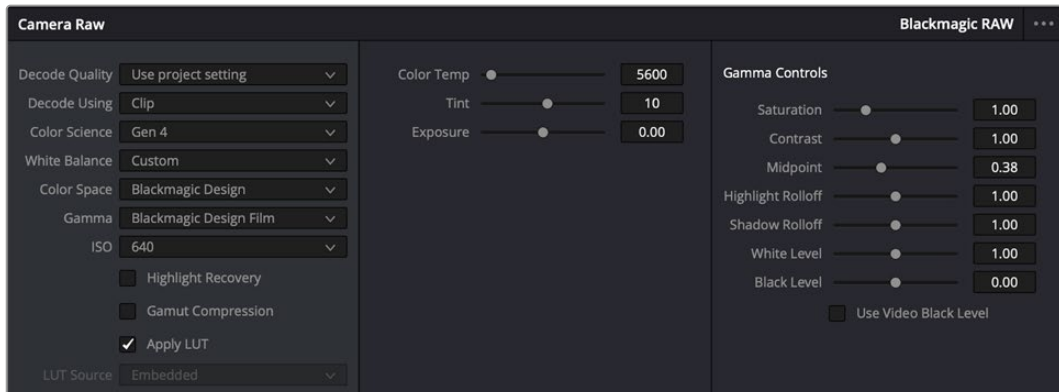 Camera Raw
Blackmagic RAW
Decode Quality Use project setting
Decode Using Clip
Color Science Gen 4
White Balance Custom
Color Space Blackmagic Design
Gamma Blackmagic Design Film
ISO 640
Highlight Recovery
Gamut Compression
Apply LUT
LUT Source Embedded
Color Temp 5600
Tint 10
Exposure 0.00
Gamma Controls
Saturation 1.00
Contrast 1.00
Midpoint 0.38
Highlight Rolloff 1.00
Shadow Rolloff 1.00
White Level 1.00
Black Level 0.00
Use Video Black Level